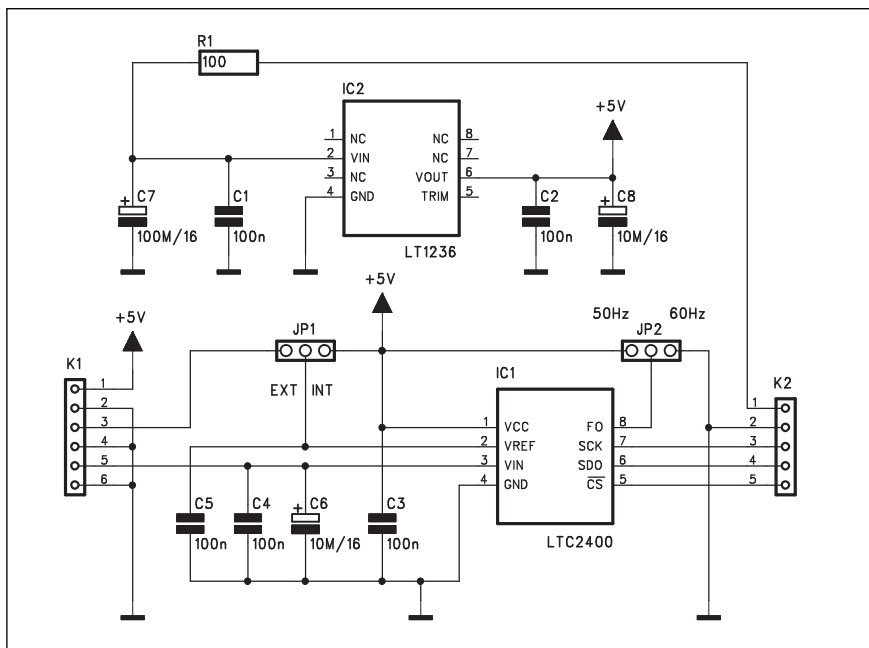 R1
100
IC2
+5V
1 NC NC 8
2 VIN NC 7
3 NC VOUT 6
4 GND TRIM 5
C7
100M/16
C1
100n
C2
100n
C8
10M/16
LT1236
+5V
+5V
50Hz 60Hz
JP1
JP2
K1
1
2
3
4
5
6
EXT INT
IC1
K2
1 VCC FO 8
2 VREF SCK 7
3 VIN SDO 6
4 GND CS 5
1
2
3
4
5
C5
100n
C4
100n
C6
10M/16
C3
100n
LTC2400
+
+
+